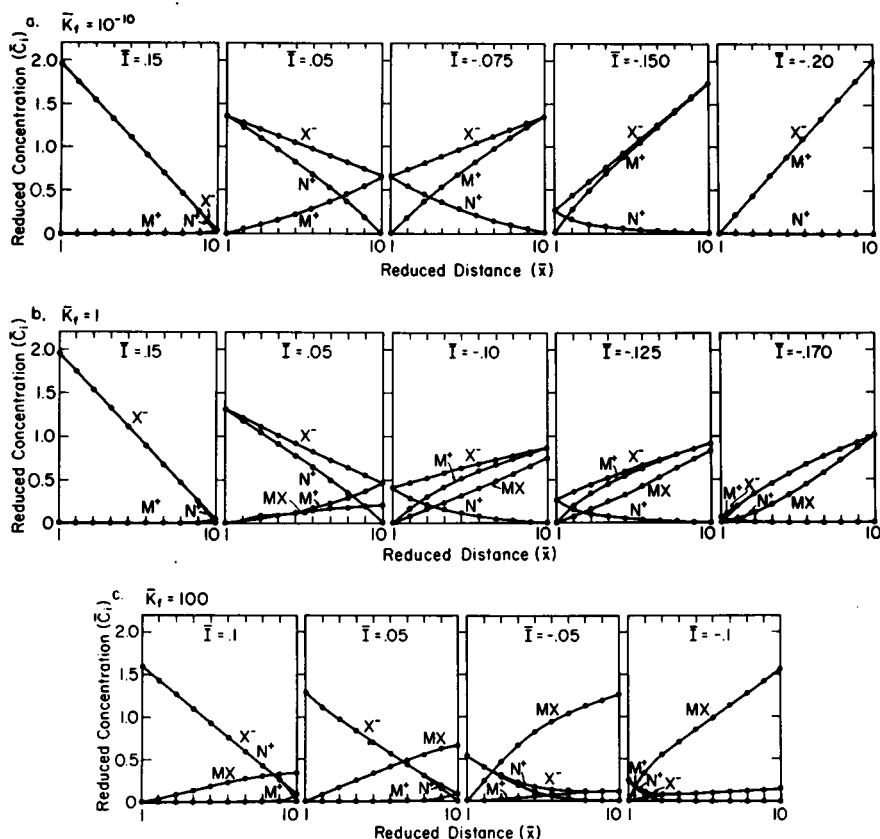 a. K̄f = 10⁻¹⁰
Reduced Concentration (C̄i)
2.0
1.5
1.0
0.5
0
Ī=.15 Ī=.05 Ī=-.075 Ī=-.150 Ī=-.20
X⁻ N⁺ M⁺
X⁻ N⁺ M⁺
X⁻ M⁺ N⁺
X⁻ M⁺ N⁺
X⁻ M⁺ N⁺
1 10 1 10 1 10 1 10 1 10
Reduced Distance (x̄)
b. K̄f = 1
Reduced Concentration (C̄i)
2.0
1.5
1.0
0.5
0
Ī=.15 Ī=.05 Ī=-.10 Ī=-.125 Ī=-.170
X⁻ M⁺ N⁺
X⁻ N⁺ MX M⁺
M⁺ X⁻ MX N⁺
M⁺ X⁻ MX N⁺
M⁺ X⁻ N⁺ MX
1 10 1 10 1 10 1 10 1 10
Reduced Distance (x̄)
c. K̄f = 100
Reduced Concentration (C̄i)
2.0
1.5
1.0
0.5
0
Ī=.1 Ī=.05 Ī=-.05 Ī=-.1
X⁻ N⁺ MX M⁺
X⁻ MX M⁺ N⁺
MX N⁺ X⁻ M⁺
MX M⁺ N⁺ X⁻
1 10 1 10 1 10 1 10
Reduced Distance (x̄)